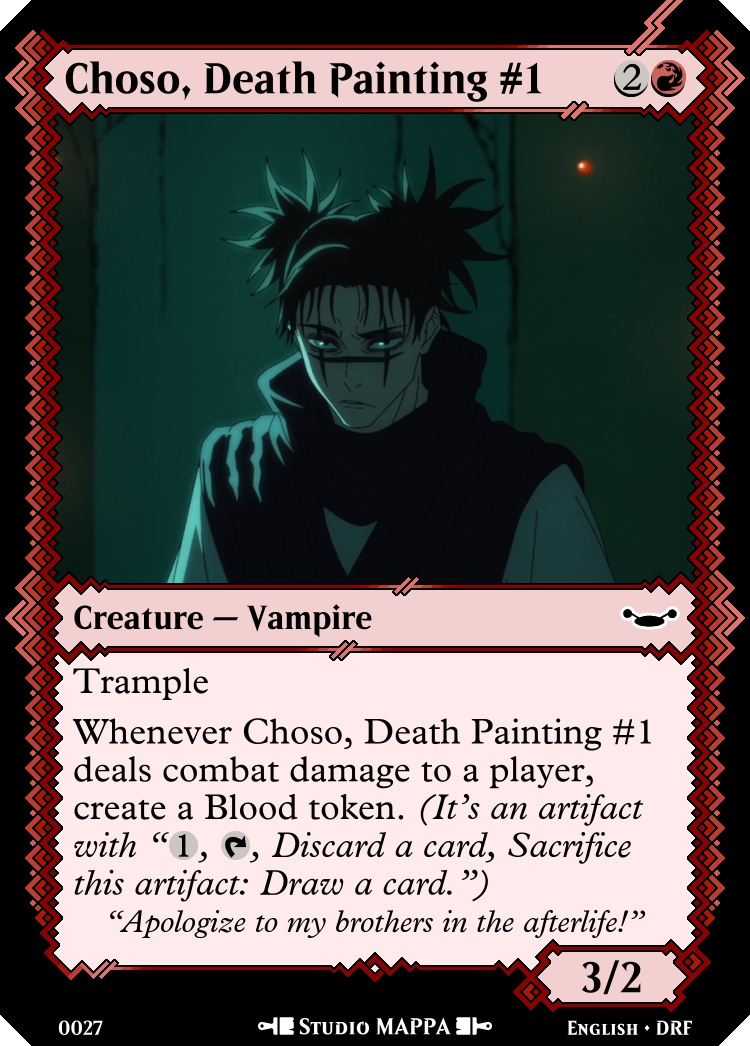 Choso, Death Painting #1 2
Creature — Vampire
Trample
Whenever Choso, Death Painting #1
deals combat damage to a player,
create a Blood token. (It's an artifact
with “1, , Discard a card, Sacrifice
this artifact: Draw a card.”)
“Apologize to my brothers in the afterlife!”
3/2
0027 Studio MAPPA English • DRF